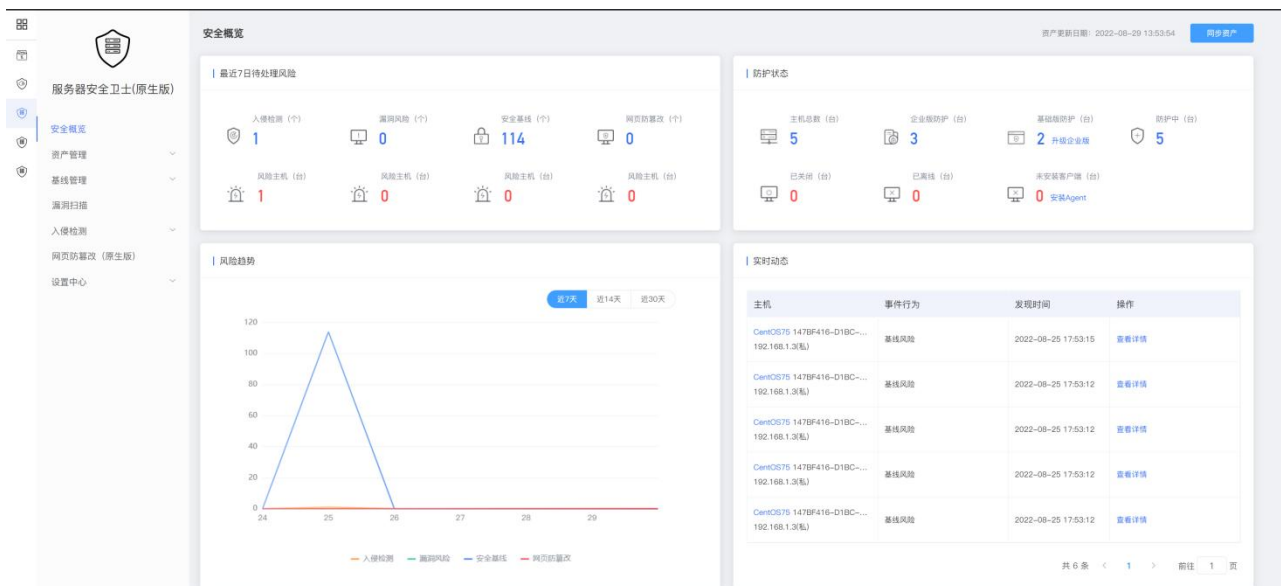 服务器安全卫士(原生版)
安全概览
资产管理
基线管理
漏洞扫描
入侵检测
网页防篡改（原生版）
设置中心
安全概览
资产更新日期: 2022-08-29 13:53:54
同步资产
最近7日待处理风险
入侵检测（个）
1
漏洞风险（个）
0
安全基线（个）
114
网页防篡改（个）
0
风险主机（台）
1
风险主机（台）
0
风险主机（台）
0
风险主机（台）
0
防护状态
主机总数（台）
5
企业版防护（台）
3
基础版防护（台）
2 升级企业版
防护中（台）
5
已关闭（台）
0
已离线（台）
0
未安装客户端（台）
0 安装Agent
风险趋势
近7天 近14天 近30天
120
100
80
60
40
20
0
24 25 26 27 28 29
入侵检测 漏洞风险 安全基线 网页防篡改
实时动态
主机 事件行为 发现时间 操作
CentOS75 147BF416-D1BC-...
192.168.1.3(私)
基线风险 2022-08-25 17:53:15 查看详情
CentOS75 147BF416-D1BC-...
192.168.1.3(私)
基线风险 2022-08-25 17:53:12 查看详情
CentOS75 147BF416-D1BC-...
192.168.1.3(私)
基线风险 2022-08-25 17:53:12 查看详情
CentOS75 147BF416-D1BC-...
192.168.1.3(私)
基线风险 2022-08-25 17:53:12 查看详情
CentOS75 147BF416-D1BC-...
192.168.1.3(私)
基线风险 2022-08-25 17:53:12 查看详情
共 6 条 < 1 > 前往 1 页